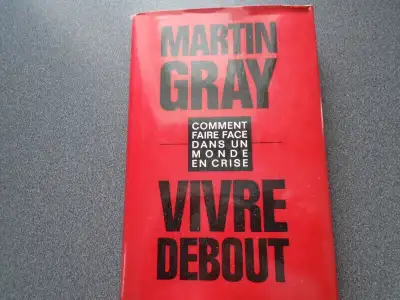 MARTIN
GRAY
COMMENT
FAIRE FACE
DANS UN
MONDE
EN CRISE
VIVRE
DEBOUT